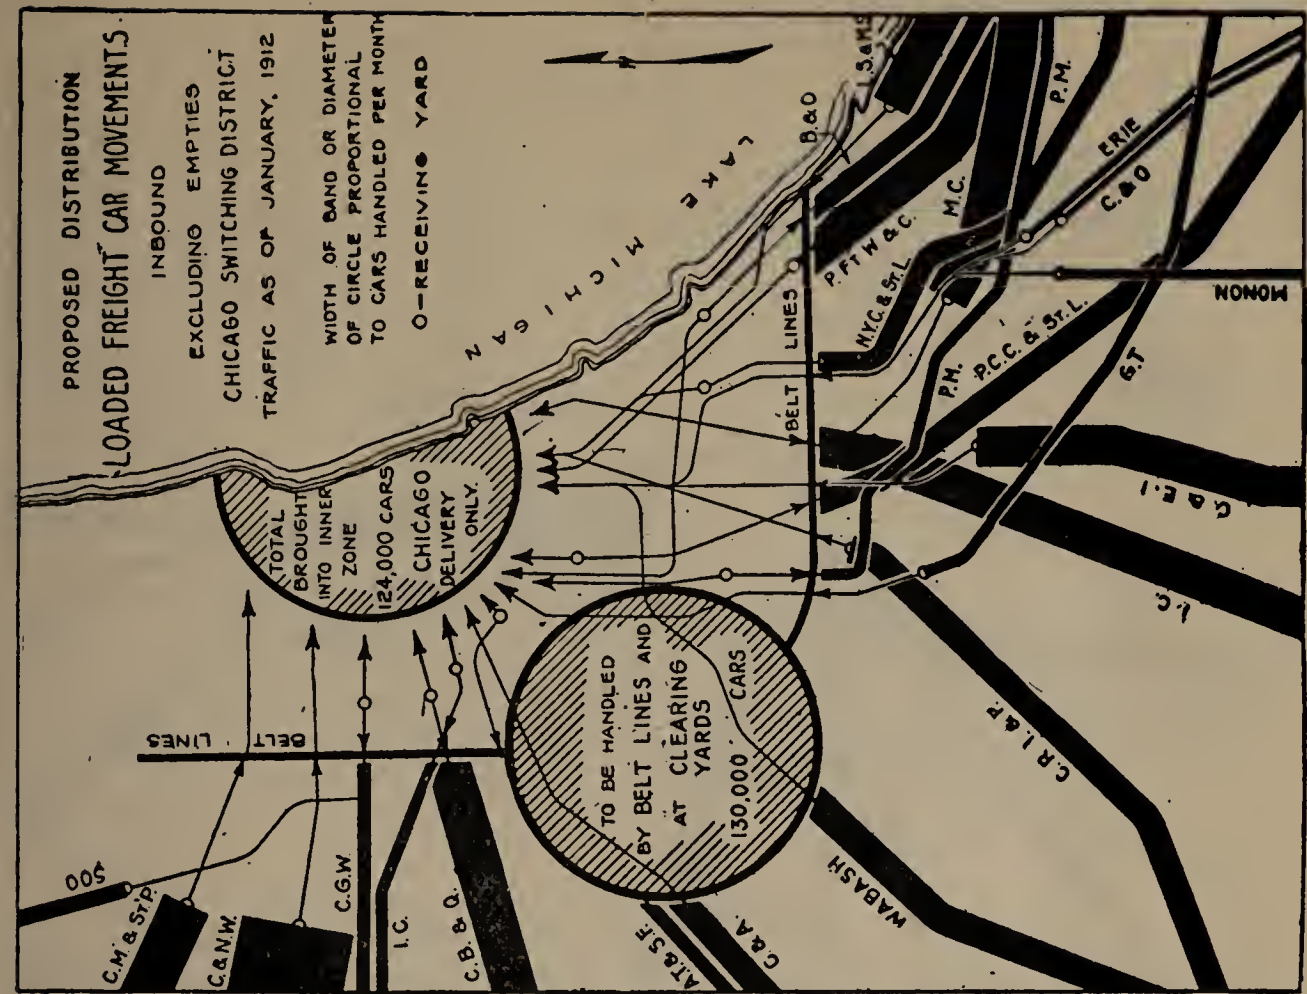 PROPOSED DISTRIBUTION
LOADED FREIGHT CAR MOVEMENTS
INBOUND
EXCLUDING EMPTIES
CHICAGO SWITCHING DISTRICT
TRAFFIC AS OF JANUARY, 1912
WIDTH OF BAND OR DIAMETER
OF CIRCLE PROPORTIONAL
TO CARS HANDLED PER MONTH
O-RECEIVING YARD
LAKE MICHIGAN
N
TOTAL
BROUGHT
INTO INNER
ZONE
124,000 CARS
CHICAGO
DELIVERY
ONLY.
TO BE HANDLED
BY BELT LINES AND
AT CLEARING
YARDS
130,000 CARS
BELT LINES
BELT LINES
SOO
C.M. & ST. P.
C. & N.W.
C.G.W.
I.C.
C.B. & Q.
A.T. & S.F.
C. & A.
WABASH
C.R.I. & P.
I.C.
C. & E.I
G.T
P.C.C. & ST. L.
P.M.
MONON
N.Y.C. & ST. L.
P. FT W & C.
M.C.
C. & O
ERIE
P.M.
B. & O
L.S. & M.S.